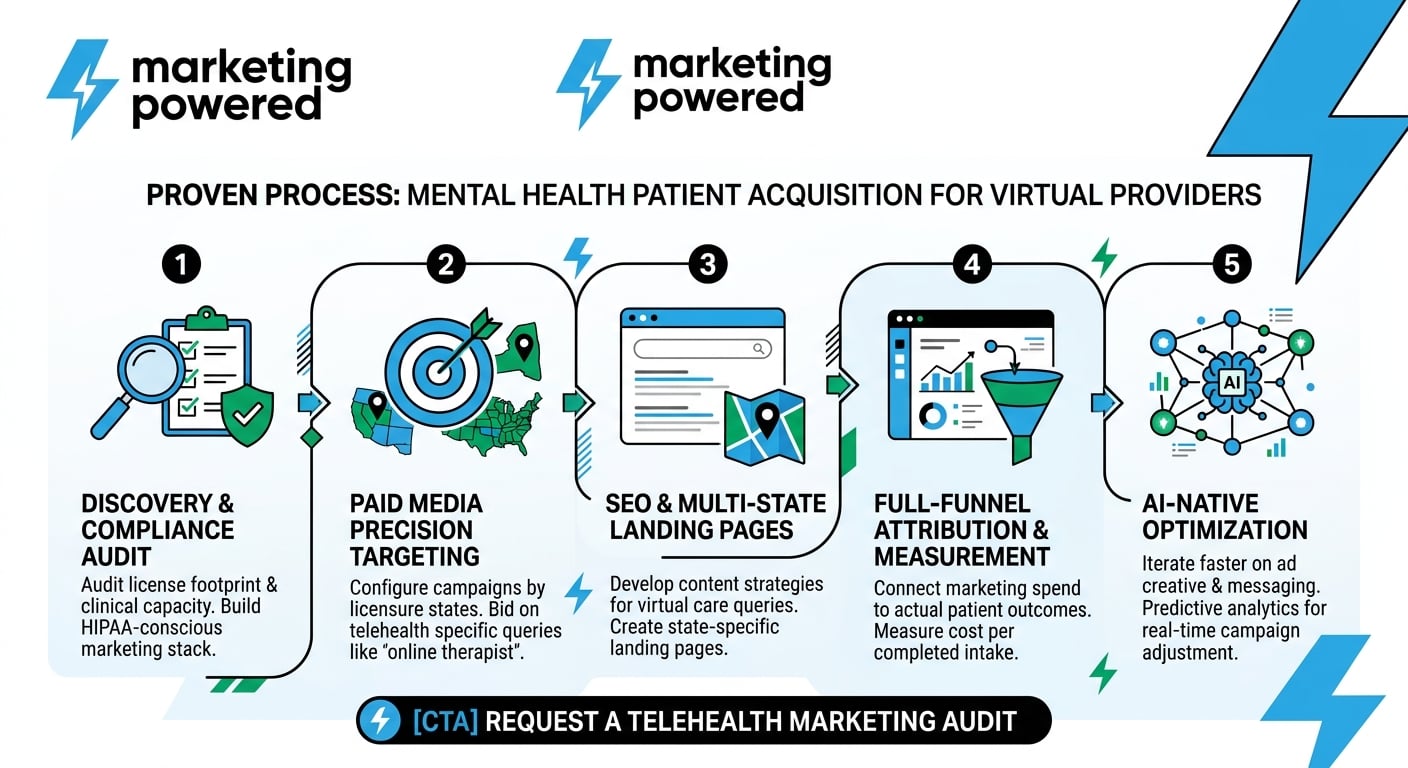 marketing
powered
marketing
powered
PROVEN PROCESS: MENTAL HEALTH PATIENT ACQUISITION FOR VIRTUAL PROVIDERS
1
2
3
4
5
AI
DISCOVERY &
COMPLIANCE
AUDIT
Audit license footprint &
clinical capacity. Build
HIPAA-conscious
marketing stack.
PAID MEDIA
PRECISION
TARGETING
Configure campaigns by
licensure states. Bid on
telehealth specific queries
like "online therapist".
SEO & MULTI-STATE
LANDING PAGES
Develop content strategies
for virtual care queries.
Create state-specific
landing pages.
FULL-FUNNEL
ATTRIBUTION &
MEASUREMENT
Connect marketing spend
to actual patient outcomes.
Measure cost per
completed intake.
AI-NATIVE
OPTIMIZATION
Iterate faster on ad
creative & messaging.
Predictive analytics for
real-time campaign
adjustment.
[CTA] REQUEST A TELEHEALTH MARKETING AUDIT